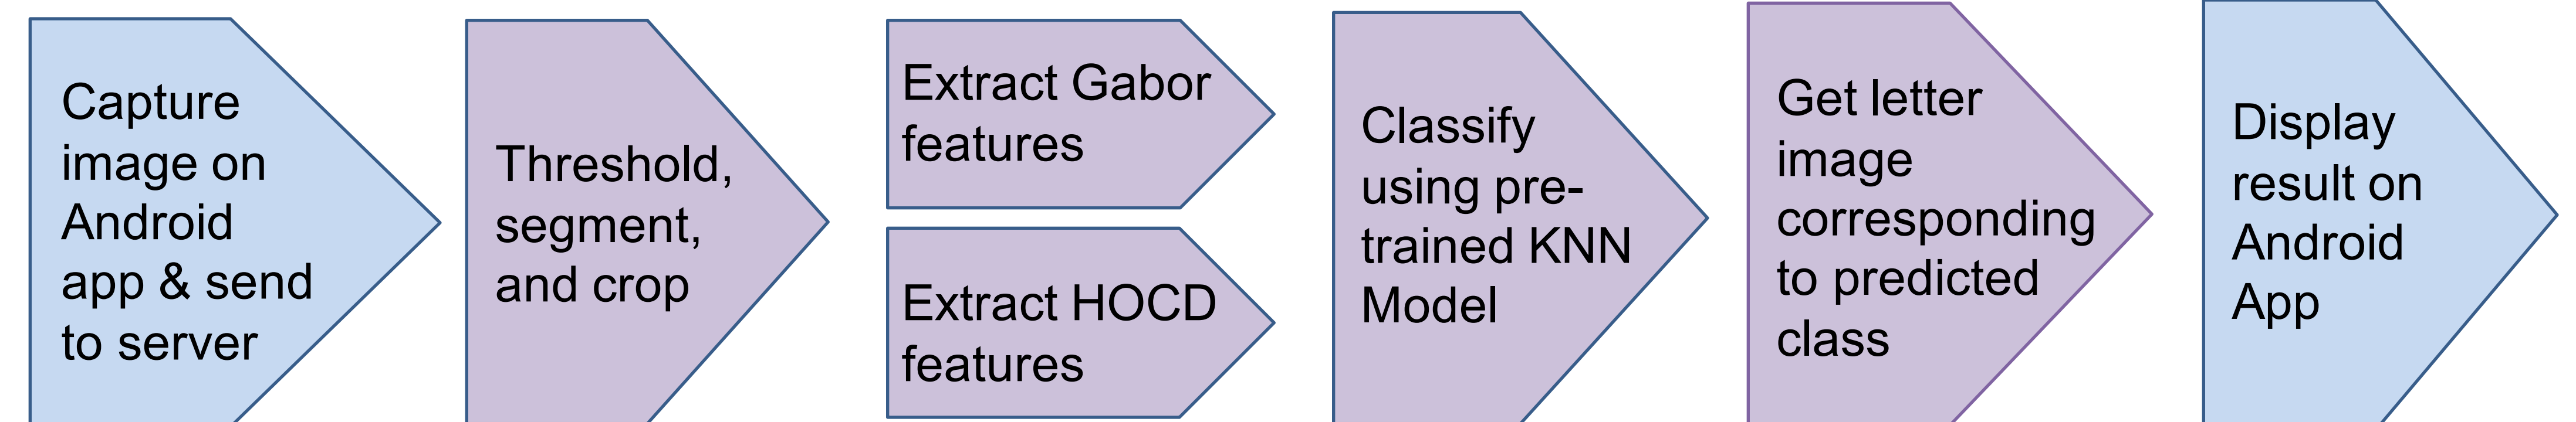 Capture
image on
Android
app & send
to server
Threshold,
segment,
and crop
Extract Gabor
features
Extract HOCD
features
Classify
using pre-
trained KNN
Model
Get letter
image
corresponding
to predicted
class
Display
result on
Android
App